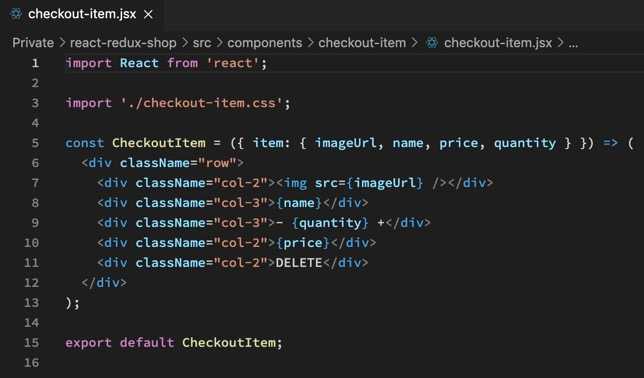 checkout-item.jsx ×
Private > react-redux-shop > src > components > checkout-item > checkout-item.jsx > ...
1 import React from 'react';
2
3 import './checkout-item.css';
4
5 const CheckoutItem = ({ item: { imageUrl, name, price, quantity } }) => (
6   <div className="row">
7     <div className="col-2"><img src={imageUrl} /></div>
8     <div className="col-3">{name}</div>
9     <div className="col-3">- {quantity} +</div>
10     <div className="col-2">{price}</div>
11     <div className="col-2">DELETE</div>
12   </div>
13 );
14
15 export default CheckoutItem;
16